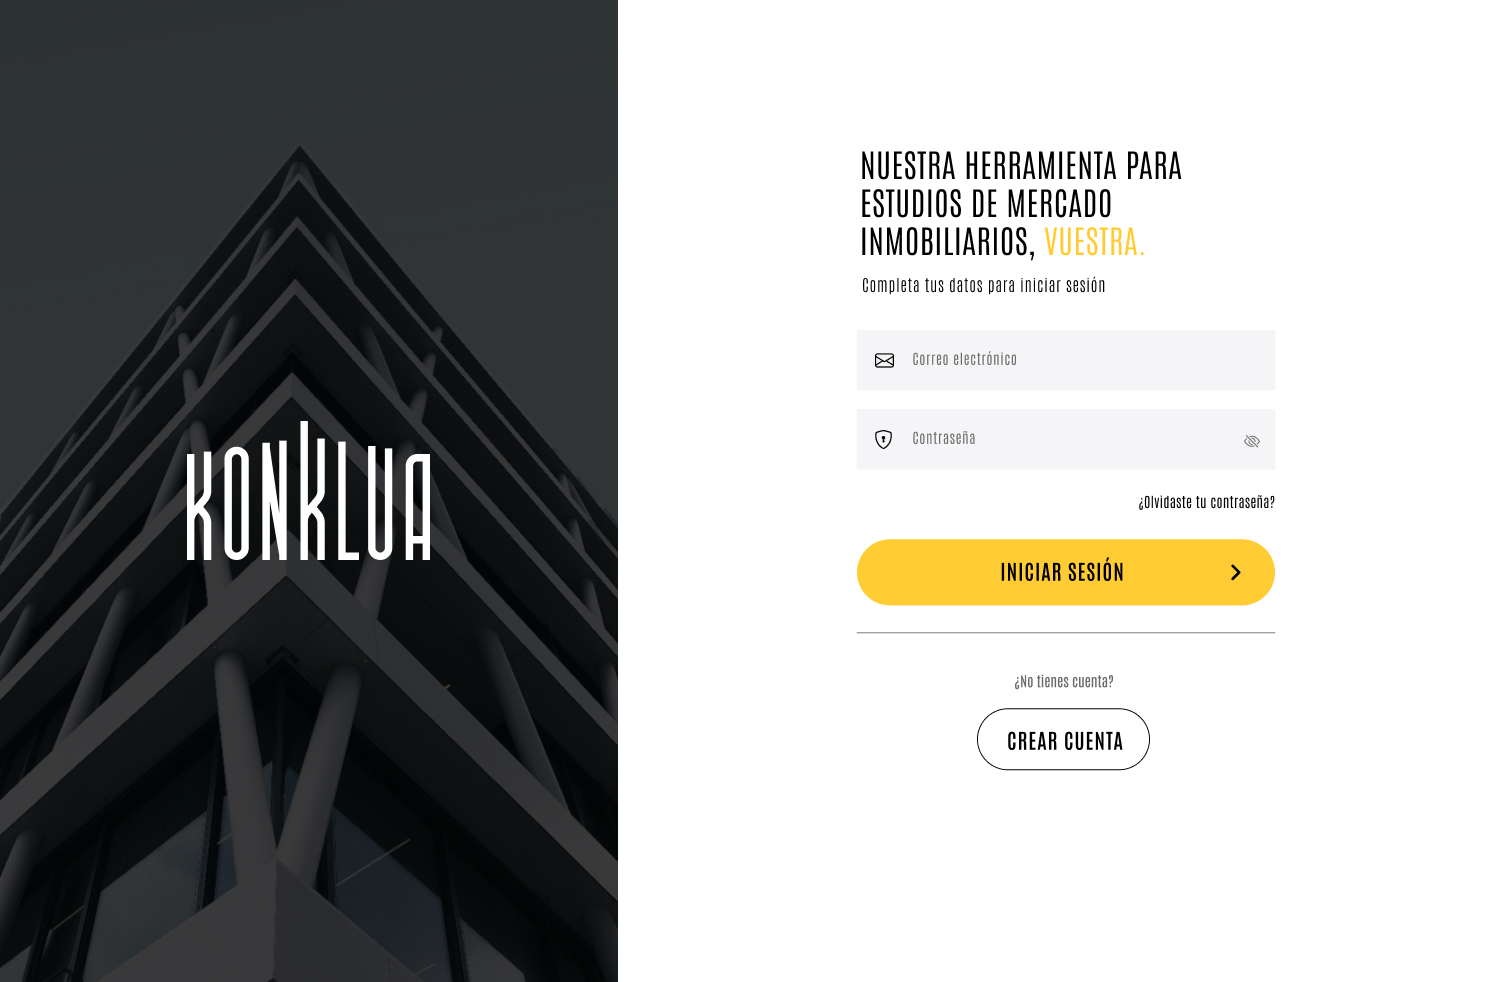 KONKLUA
NUESTRA HERRAMIENTA PARA
ESTUDIOS DE MERCADO
INMOBILIARIOS, VUESTRA.
Completa tus datos para iniciar sesión
Correo electrónico
Contraseña
¿Olvidaste tu contraseña?
INICIAR SESIÓN
¿No tienes cuenta?
CREAR CUENTA